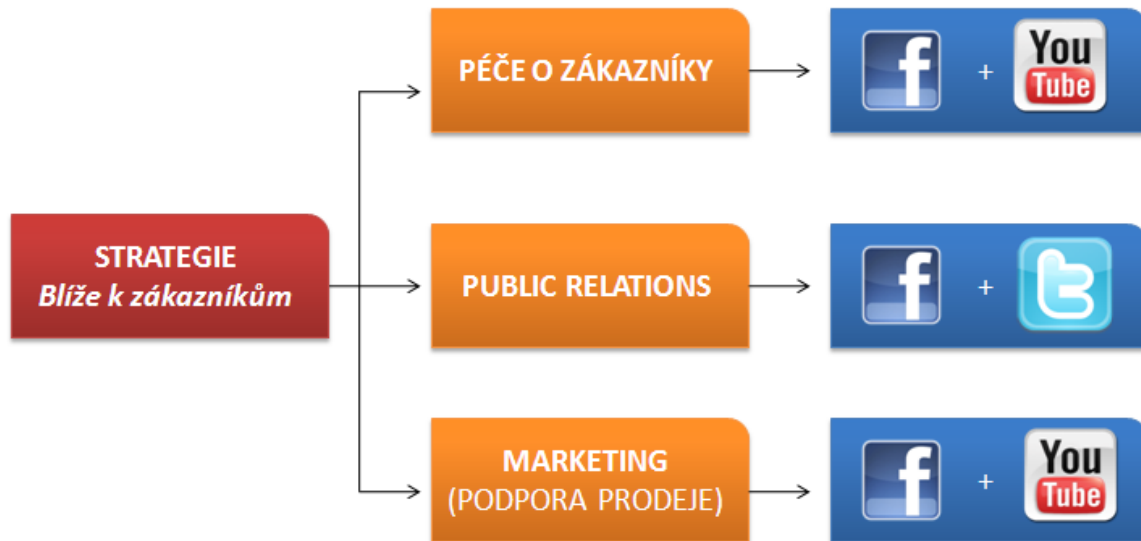 STRATEGIE
Blíže k zákazníkům
PÉČE O ZÁKAZNÍKY
f + You
Tube
PUBLIC RELATIONS
f + t
MARKETING
(PODPORA PRODEJE)
f + You
Tube